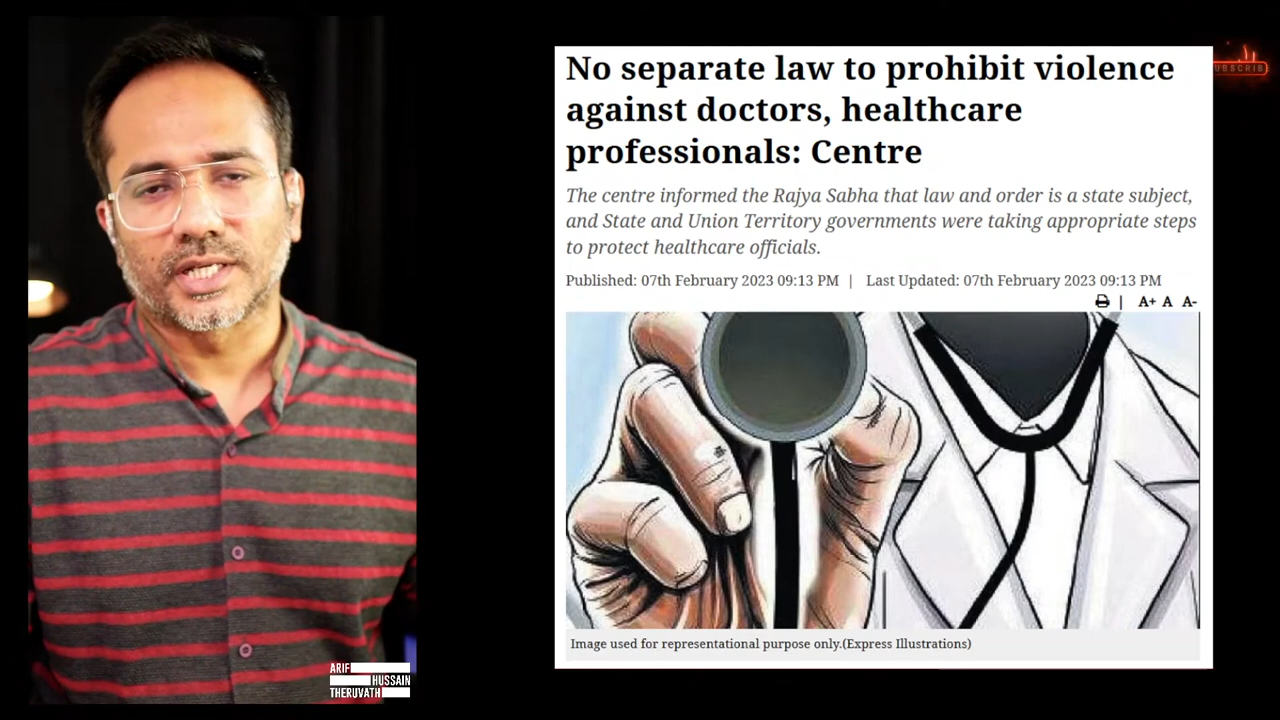 No separate law to prohibit violence
against doctors, healthcare
professionals: Centre
The centre informed the Rajya Sabha that law and order is a state subject,
and State and Union Territory governments were taking appropriate steps
to protect healthcare officials.
Published: 07th February 2023 09:13 PM | Last Updated: 07th February 2023 09:13 PM
| A+ A A-
Image used for representational purpose only.(Express Illustrations)
ARIF
HUSSAIN
THERUVATH